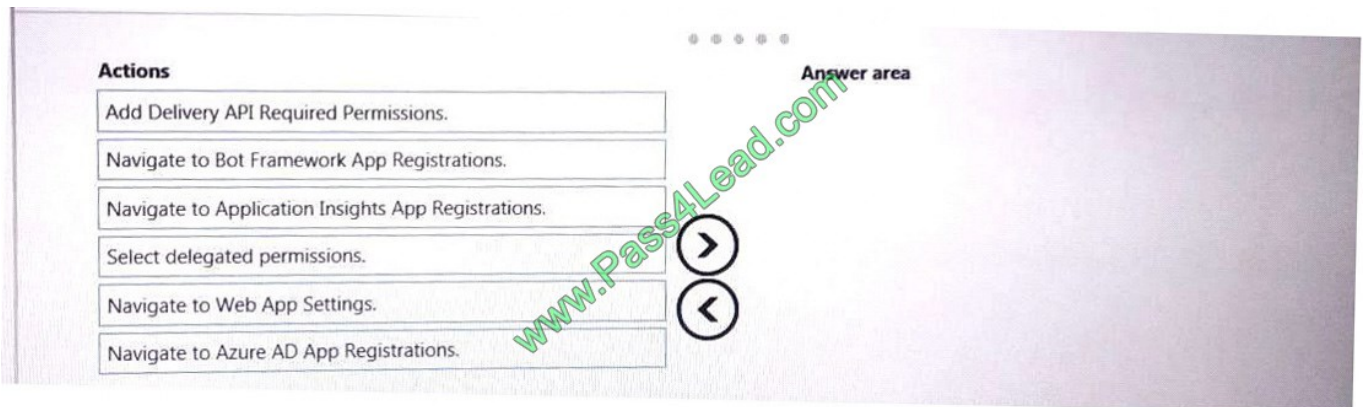 Actions
Answer area
Add Delivery API Required Permissions.
Navigate to Bot Framework App Registrations.
Navigate to Application Insights App Registrations.
Select delegated permissions.
Navigate to Web App Settings.
Navigate to Azure AD App Registrations.
www.Pass4Lead.com